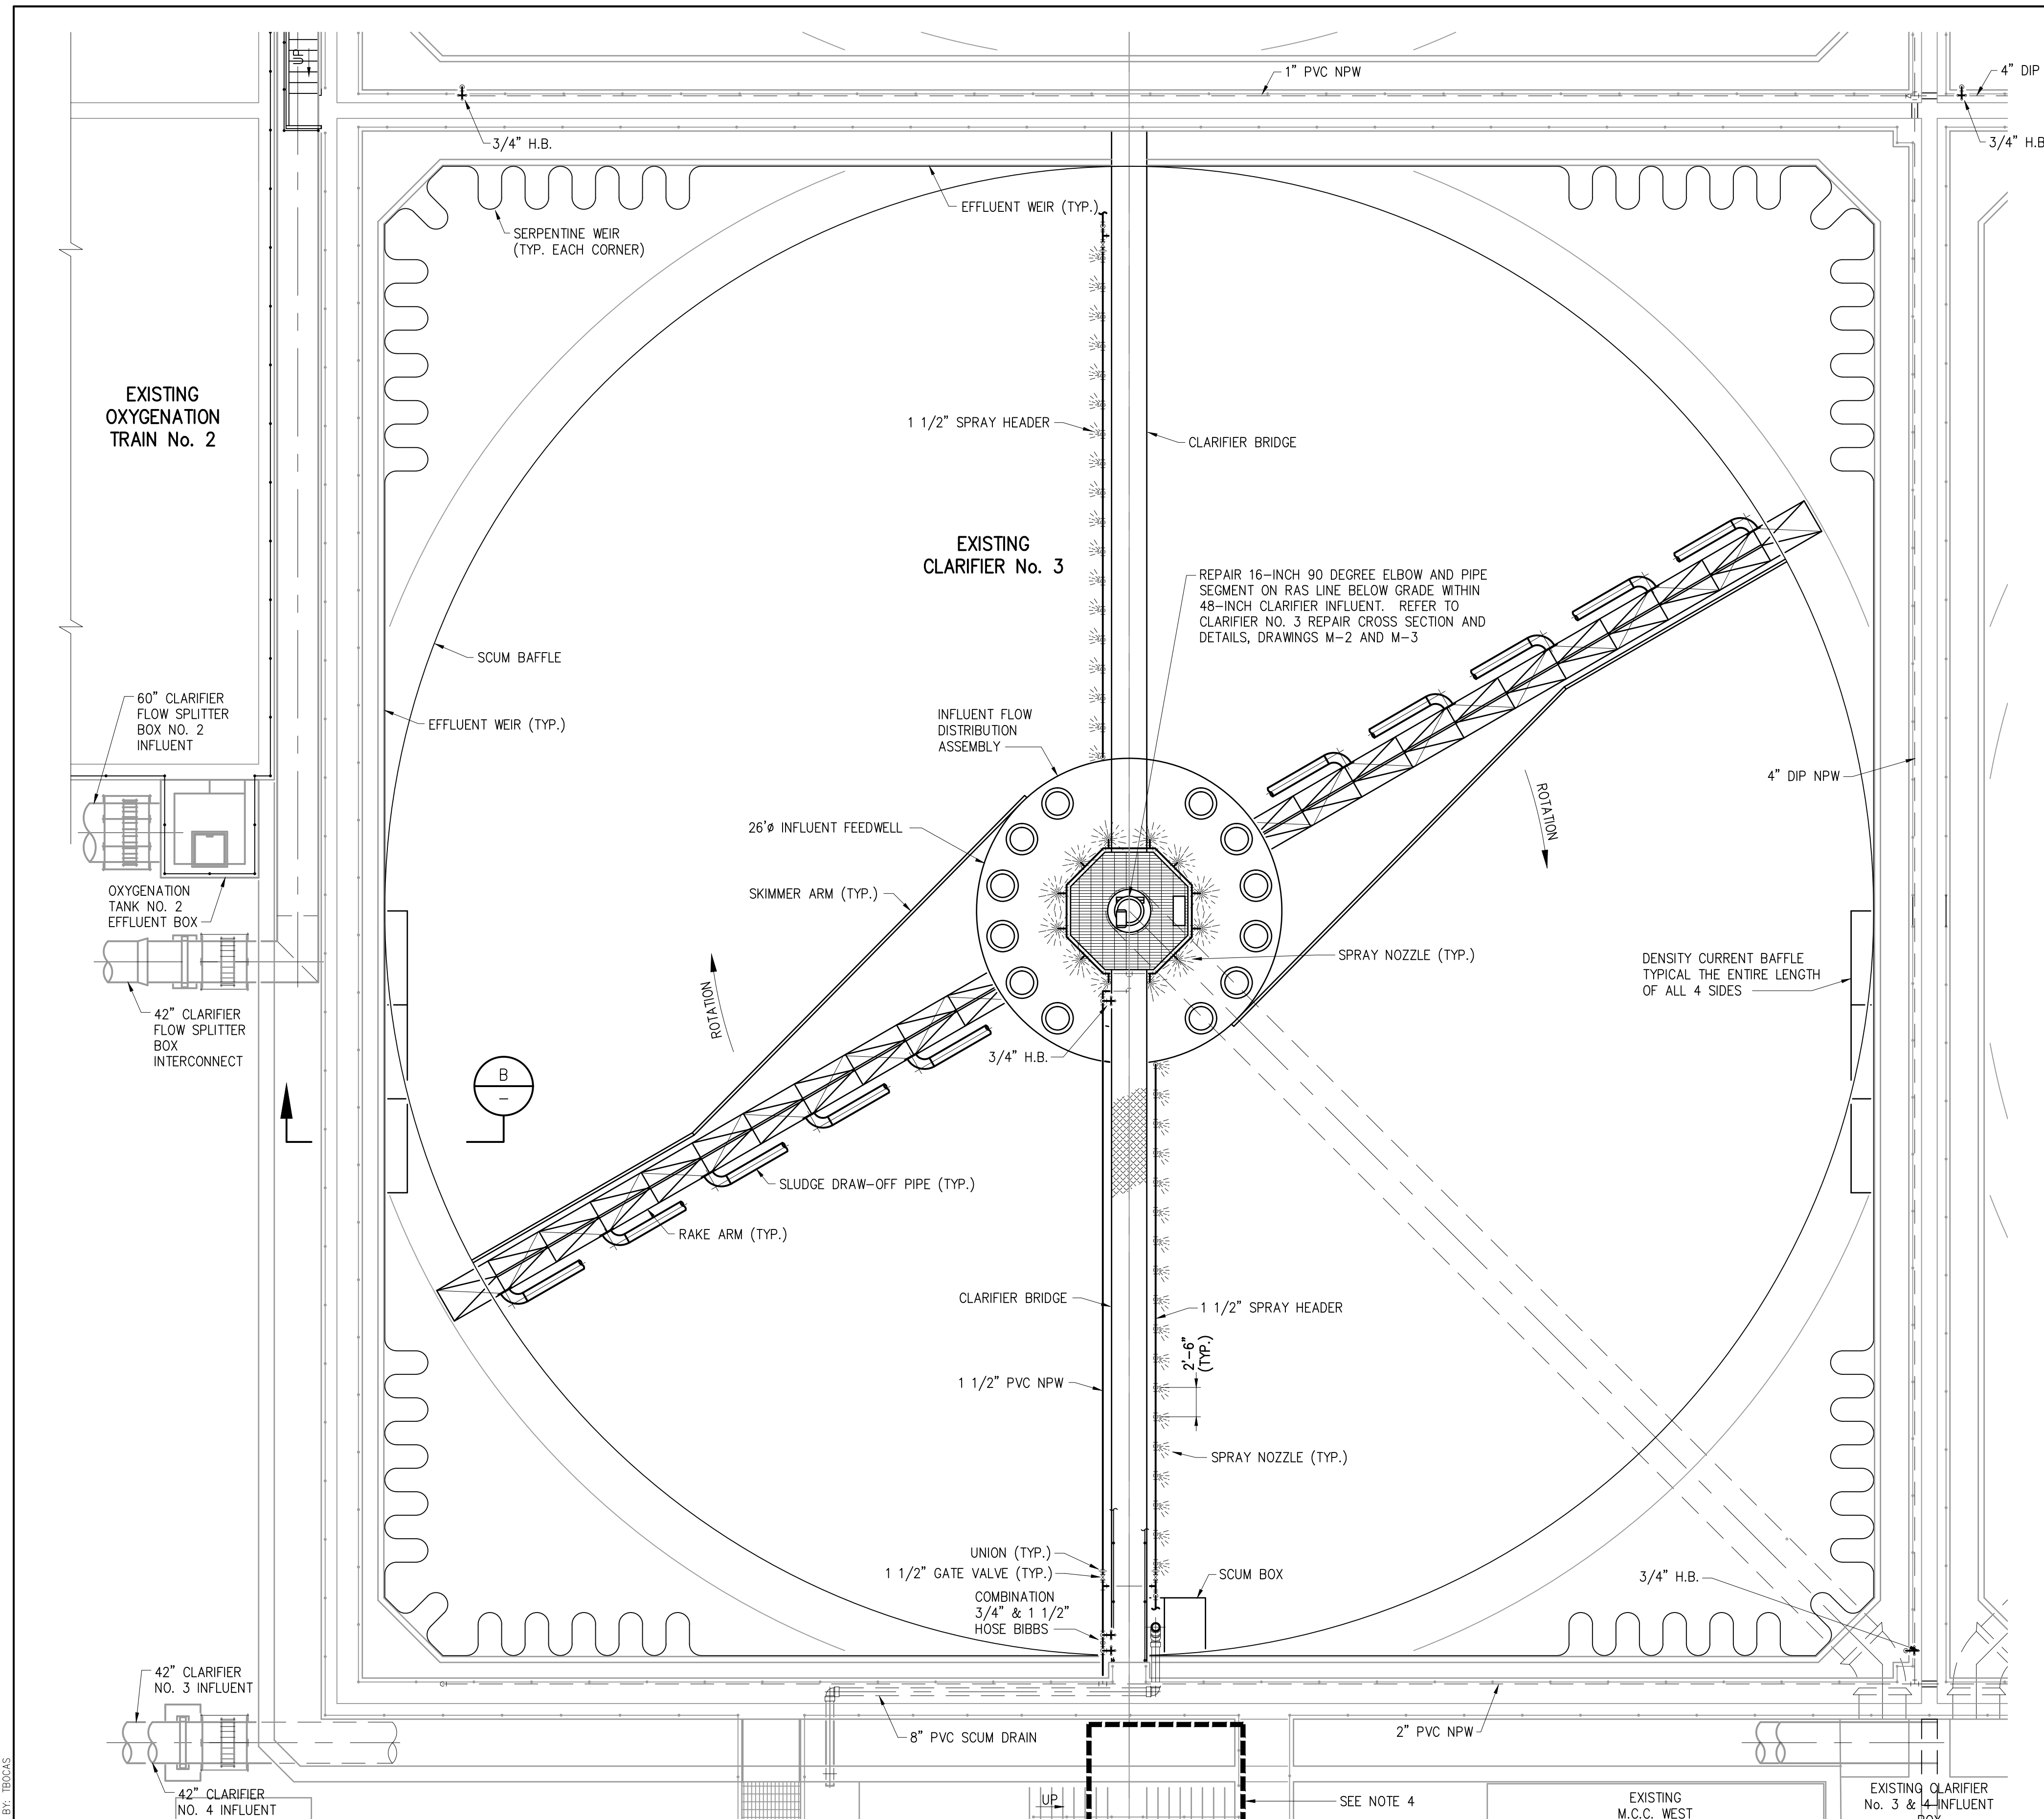 UP
1" PVC NPW
4" DIP
3/4" H.B.
3/4" H.B
EFFLUENT WEIR (TYP.)
SERPENTINE WEIR
(TYP. EACH CORNER)
EXISTING
OXYGENATION
TRAIN No. 2
1 1/2" SPRAY HEADER
CLARIFIER BRIDGE
EXISTING
CLARIFIER No. 3
REPAIR 16-INCH 90 DEGREE ELBOW AND PIPE
SEGMENT ON RAS LINE BELOW GRADE WITHIN
48-INCH CLARIFIER INFLUENT. REFER TO
CLARIFIER NO. 3 REPAIR CROSS SECTION AND
DETAILS, DRAWINGS M-2 AND M-3
SCUM BAFFLE
60" CLARIFIER
FLOW SPLITTER
BOX NO. 2
INFLUENT
EFFLUENT WEIR (TYP.)
INFLUENT FLOW
DISTRIBUTION
ASSEMBLY
4" DIP NPW
ROTATION
26'ø INFLUENT FEEDWELL
OXYGENATION
TANK NO. 2
EFFLUENT BOX
SKIMMER ARM (TYP.)
SPRAY NOZZLE (TYP.)
DENSITY CURRENT BAFFLE
TYPICAL THE ENTIRE LENGTH
OF ALL 4 SIDES
ROTATION
42" CLARIFIER
FLOW SPLITTER
BOX
INTERCONNECT
3/4" H.B.
B
-
SLUDGE DRAW-OFF PIPE (TYP.)
RAKE ARM (TYP.)
CLARIFIER BRIDGE
1 1/2" SPRAY HEADER
2'-6"
(TYP.)
1 1/2" PVC NPW
SPRAY NOZZLE (TYP.)
UNION (TYP.)
1 1/2" GATE VALVE (TYP.)
SCUM BOX
3/4" H.B.
COMBINATION
3/4" & 1 1/2"
HOSE BIBBS
42" CLARIFIER
NO. 3 INFLUENT
8" PVC SCUM DRAIN
2" PVC NPW
42" CLARIFIER
NO. 4 INFLUENT
UP
SEE NOTE 4
EXISTING
M.C.C. WEST
EXISTING CLARIFIER
No. 3 & 4 INFLUENT
BOX
BY: TBOCAS